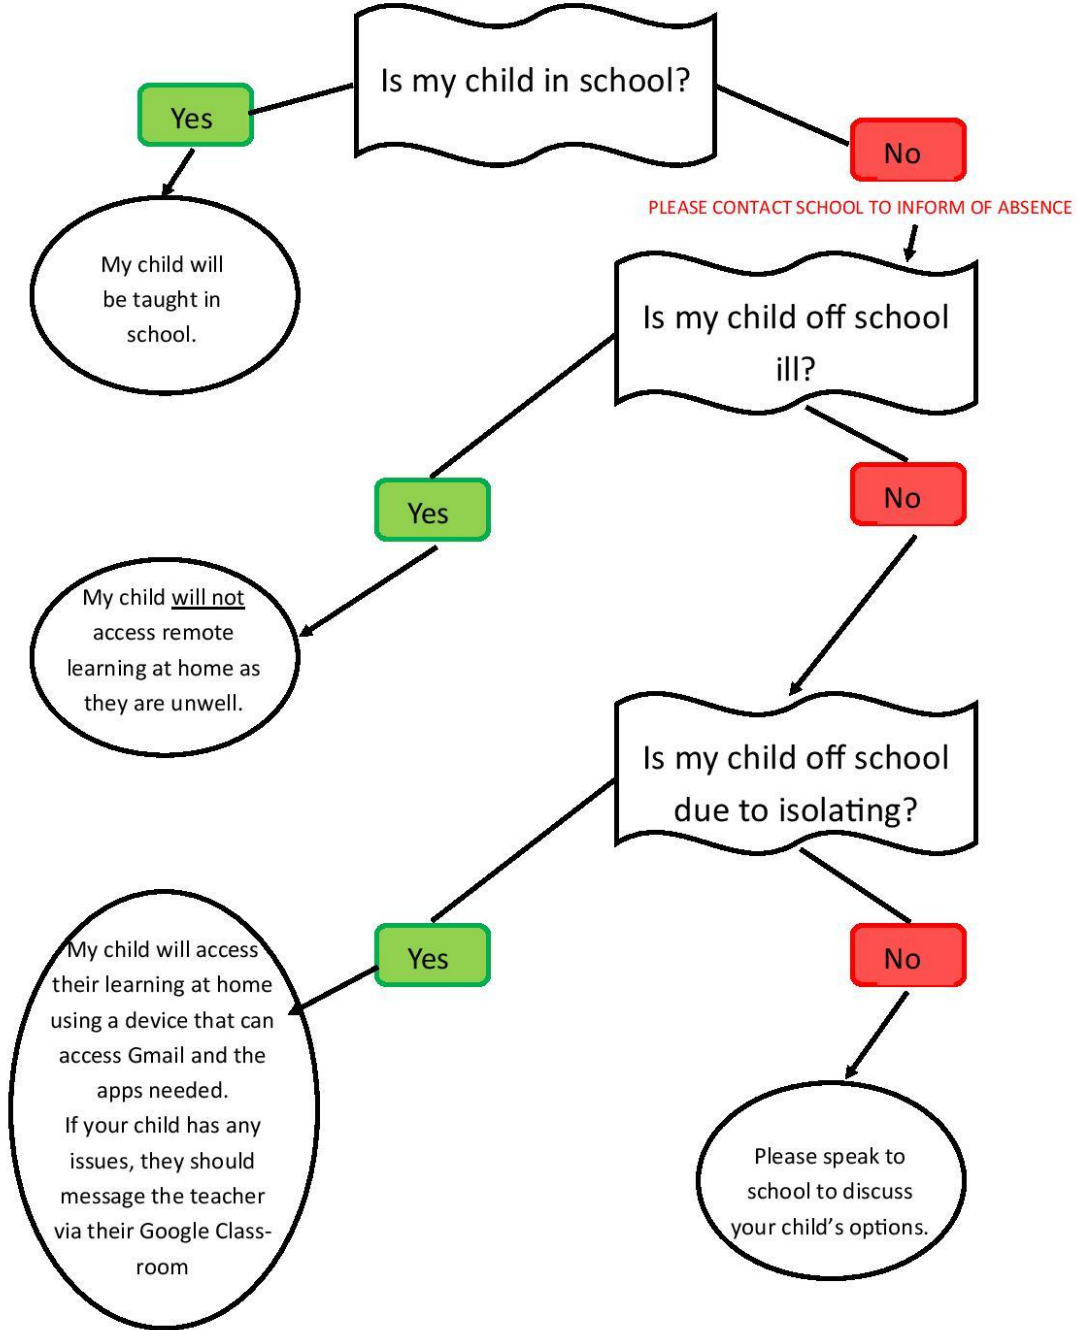 Is my child in school?
Yes
No
PLEASE CONTACT SCHOOL TO INFORM OF ABSENCE
My child will
be taught in
school.
Is my child off school
ill?
Yes
No
My child will not
access remote
learning at home as
they are unwell.
Is my child off school
due to isolating?
Yes
No
My child will access
their learning at home
using a device that can
access Gmail and the
apps needed.
If your child has any
issues, they should
message the teacher
via their Google Class-
room
Please speak to
school to discuss
your child’s options.